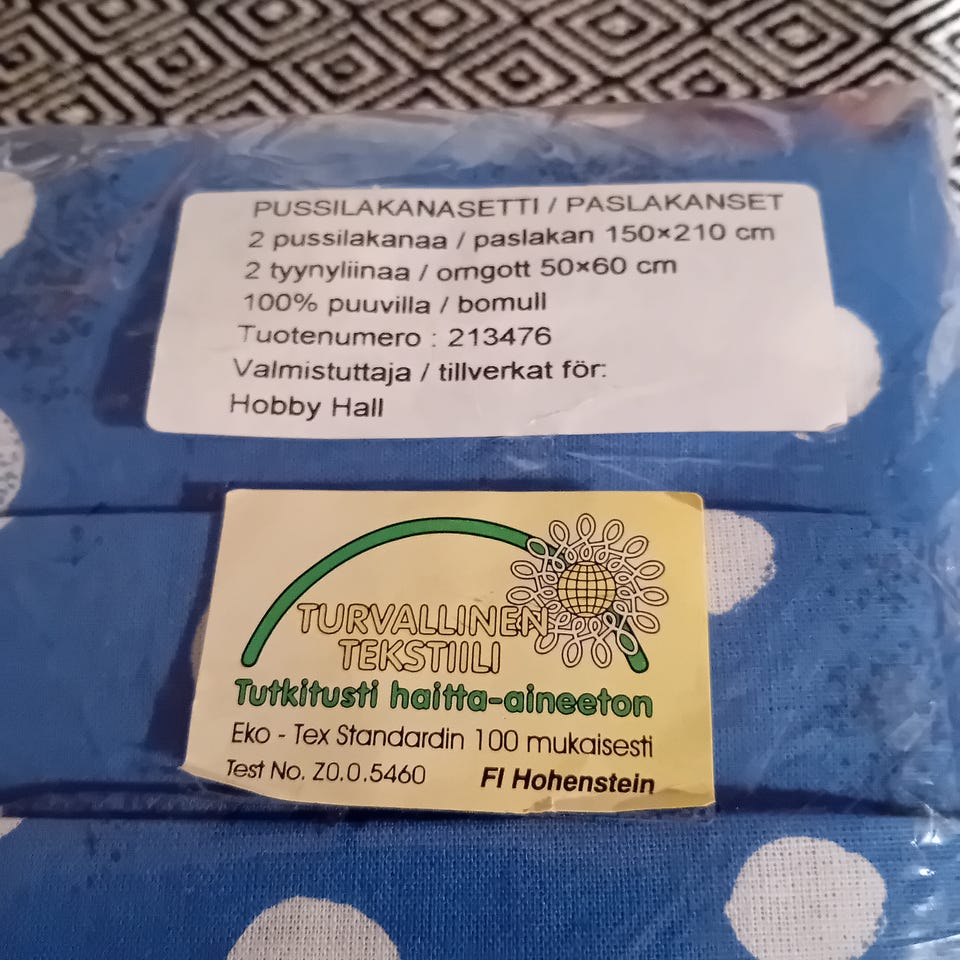 PUSSILAKANASETTI / PASLAKANSET
2 pussilakanaa / paslakan 150×210 cm
2 tyynyliinaa / orngott 50×60 cm
100% puuvilla / bomull
Tuotenumero : 213476
Valmistuttaja / tillverkat för:
Hobby Hall
TURVALLINEN
TEKSTIILI
Tutkitusti haitta-aineeton
Eko - Tex Standardin 100 mukaisesti
Test No. Z0.0.5460 FI Hohenstein